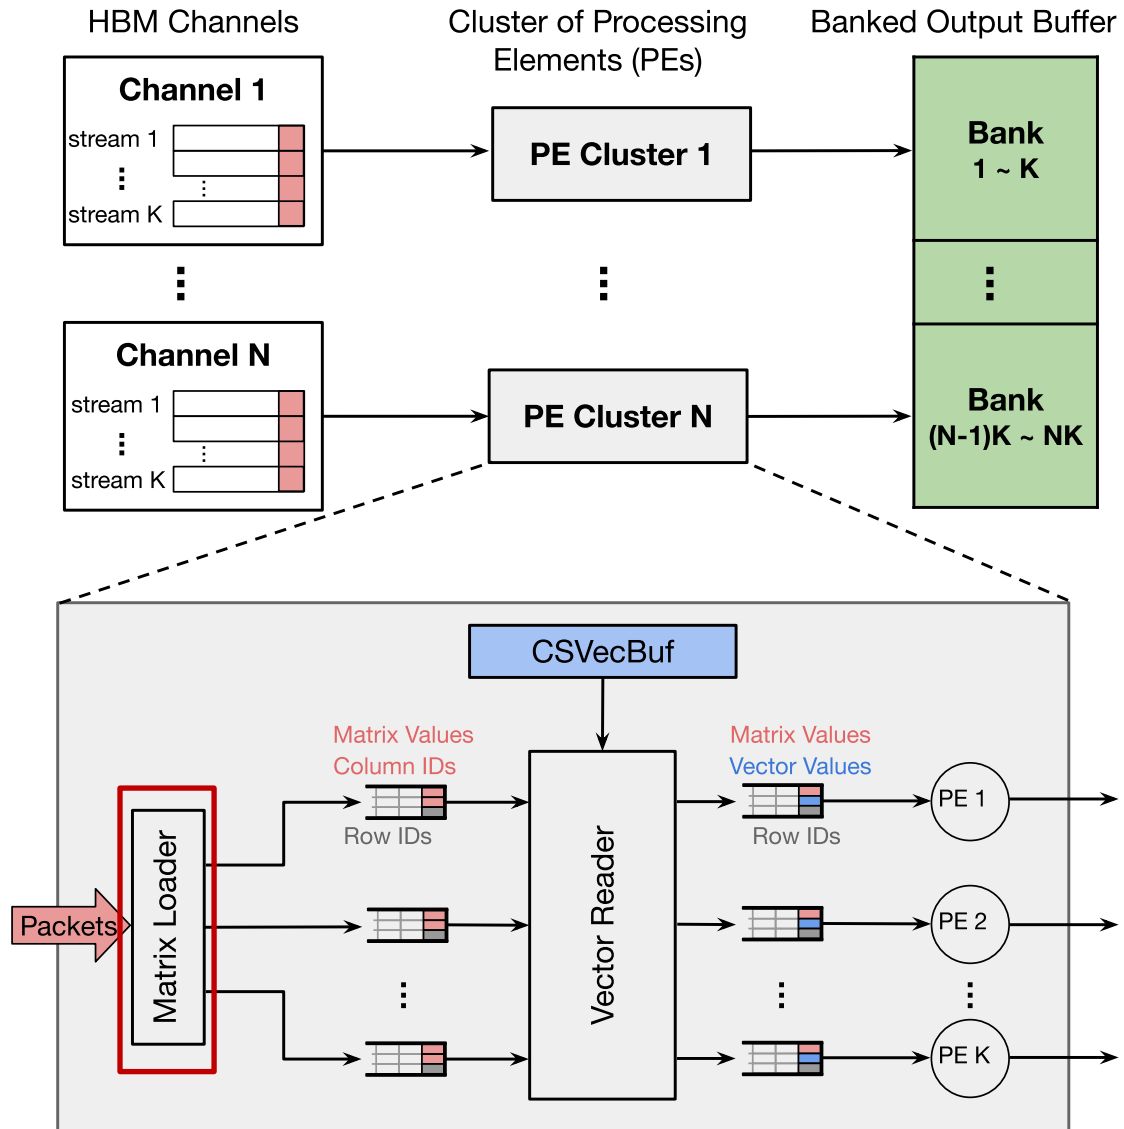 HBM Channels
Cluster of Processing
Elements (PEs)
Banked Output Buffer
Channel 1
stream 1
stream K
PE Cluster 1
Bank
1 ~ K
Channel N
stream 1
stream K
PE Cluster N
Bank
(N-1)K ~ NK
CSVecBuf
Matrix Values
Column IDs
Row IDs
Matrix Values
Vector Values
Row IDs
Packets
Matrix Loader
Vector Reader
PE 1
PE 2
PE K